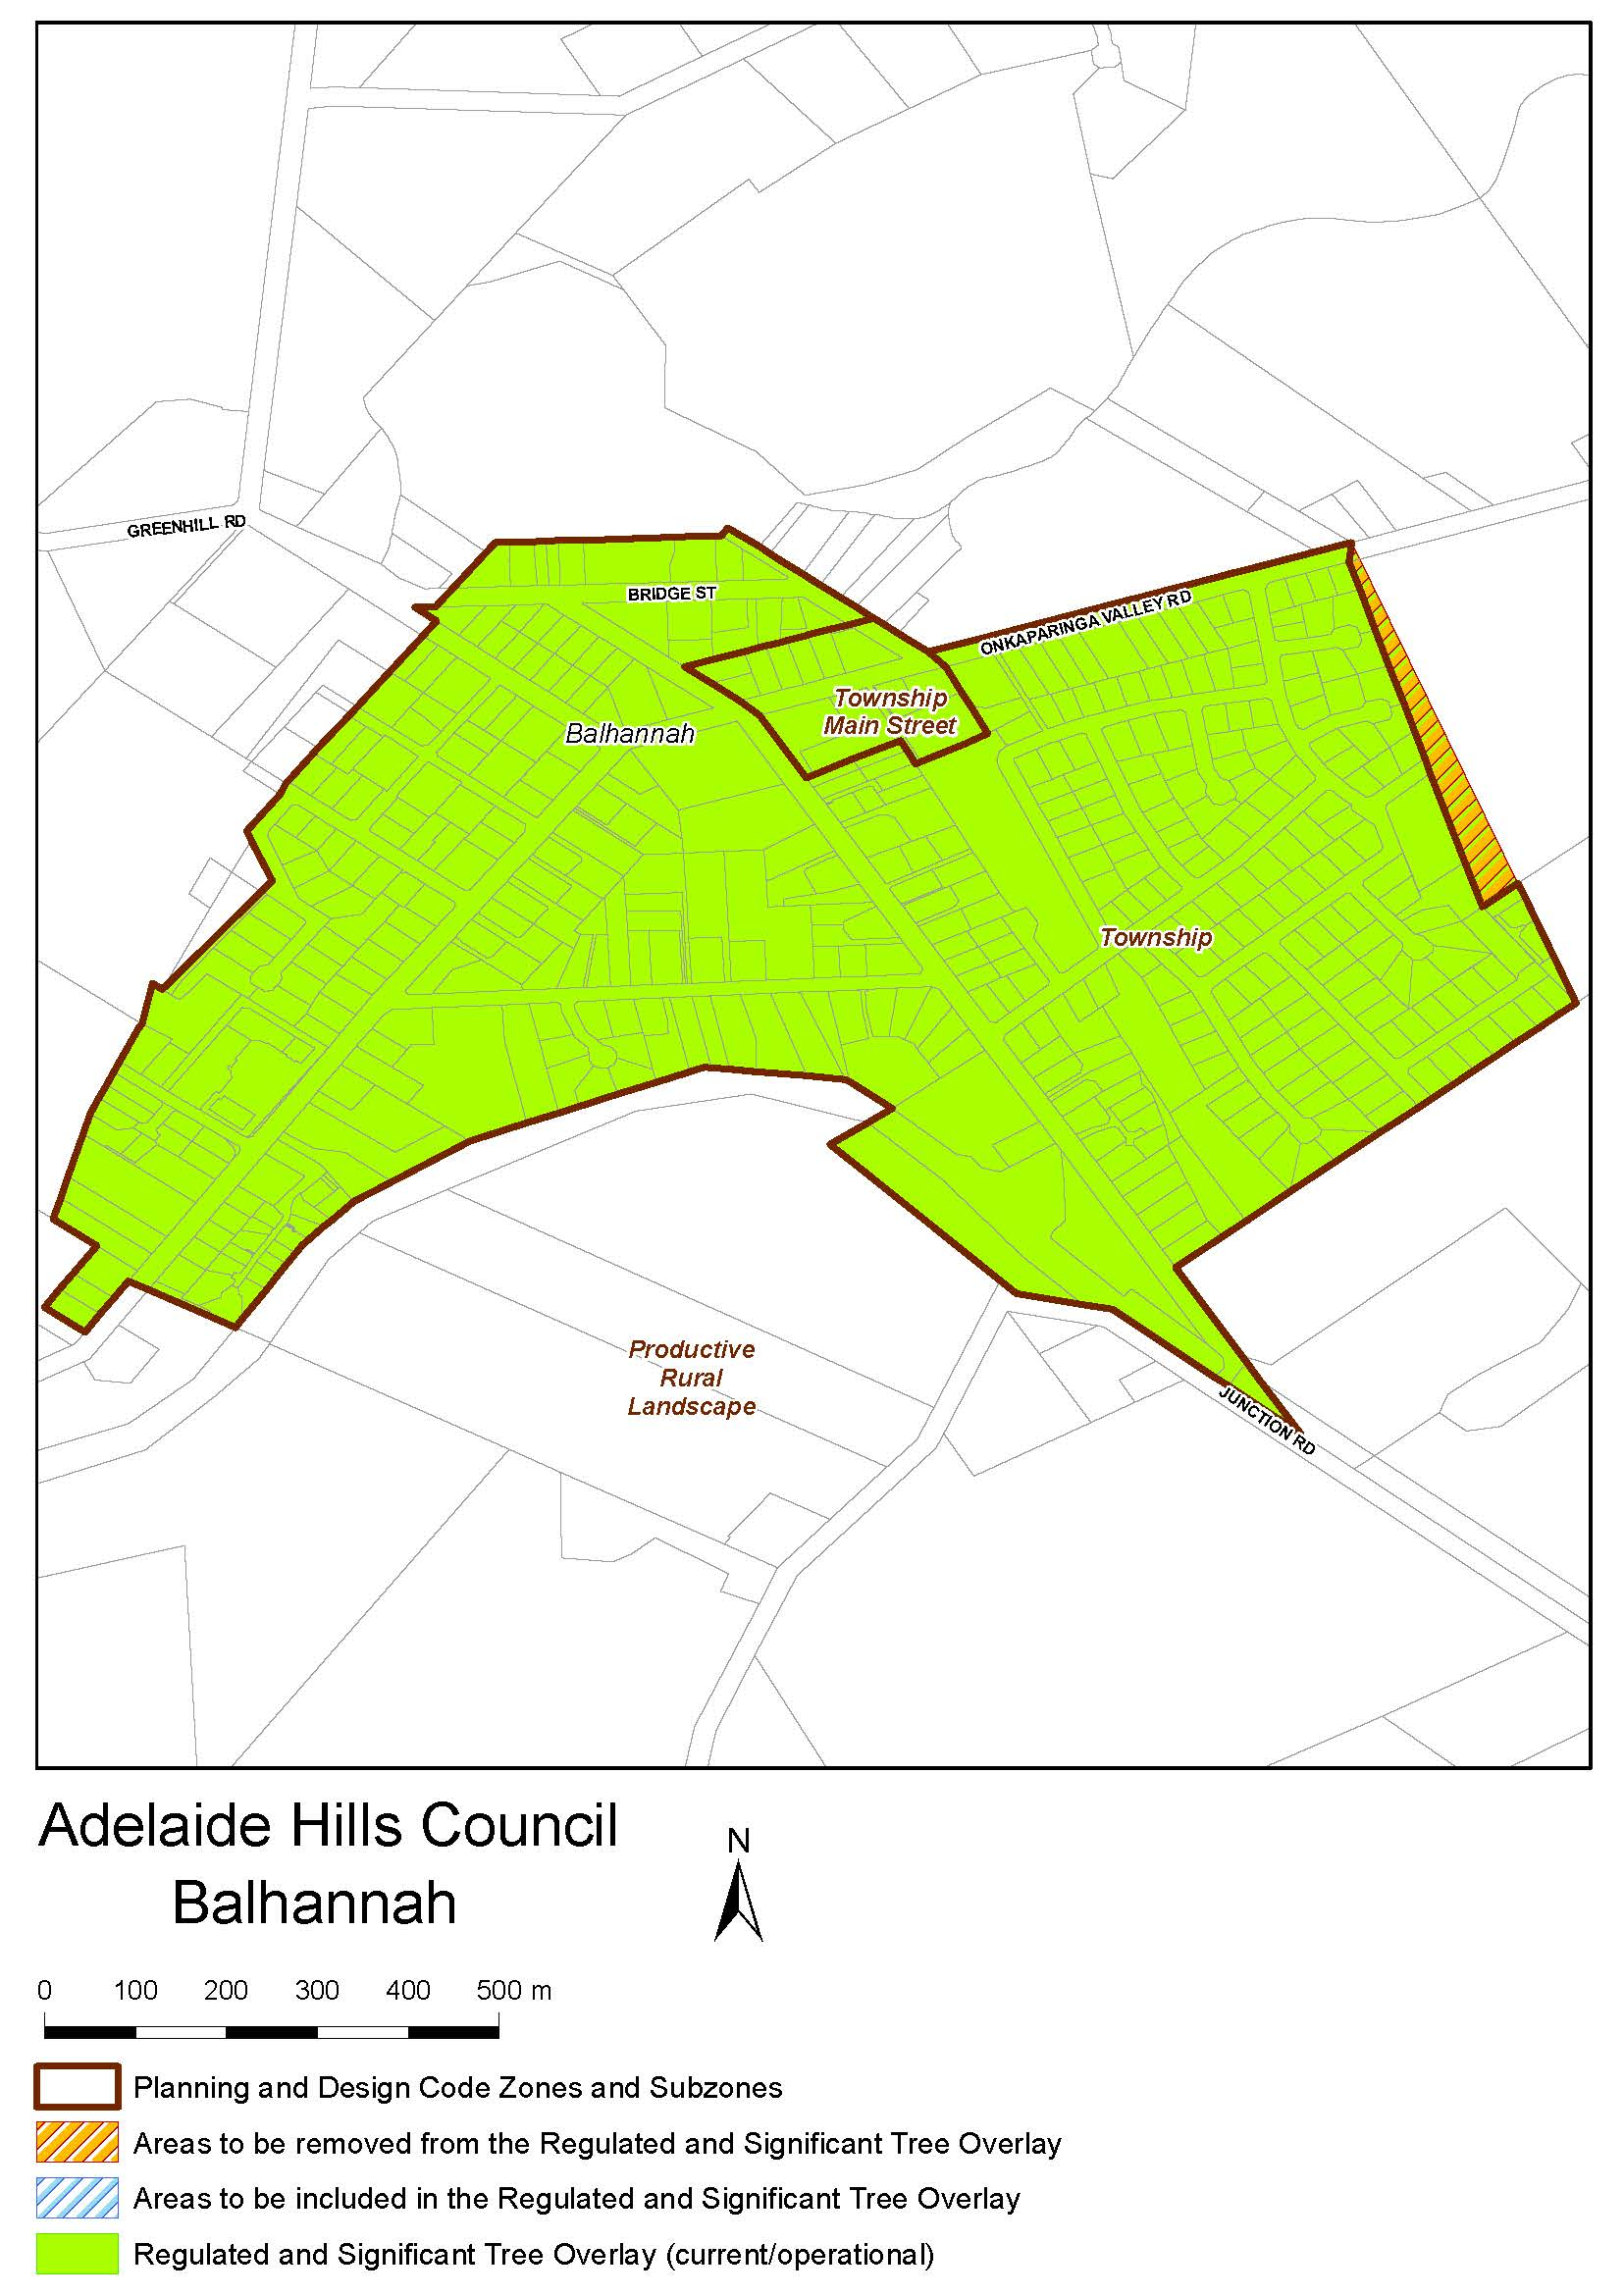 GREENHILL RD
BRIDGE ST
ONKAPARINGA VALLEY RD
Township
Main Street
Balhannah
Township
Productive
Rural
Landscape
JUNCTION RD
Adelaide Hills Council
Balhannah
N
0 100 200 300 400 500 m
Planning and Design Code Zones and Subzones
Areas to be removed from the Regulated and Significant Tree Overlay
Areas to be included in the Regulated and Significant Tree Overlay
Regulated and Significant Tree Overlay (current/operational)